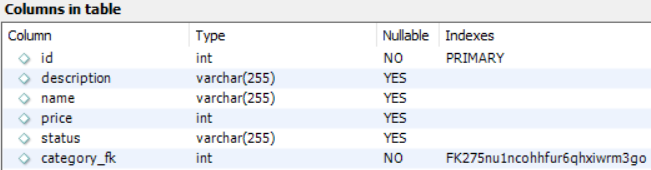 Columns in table
Column Type Nullable Indexes
id int NO PRIMARY
description varchar(255) YES
name varchar(255) YES
price int YES
status varchar(255) YES
category_fk int NO FK275nu1ncohhfur6qhxiwrm3go